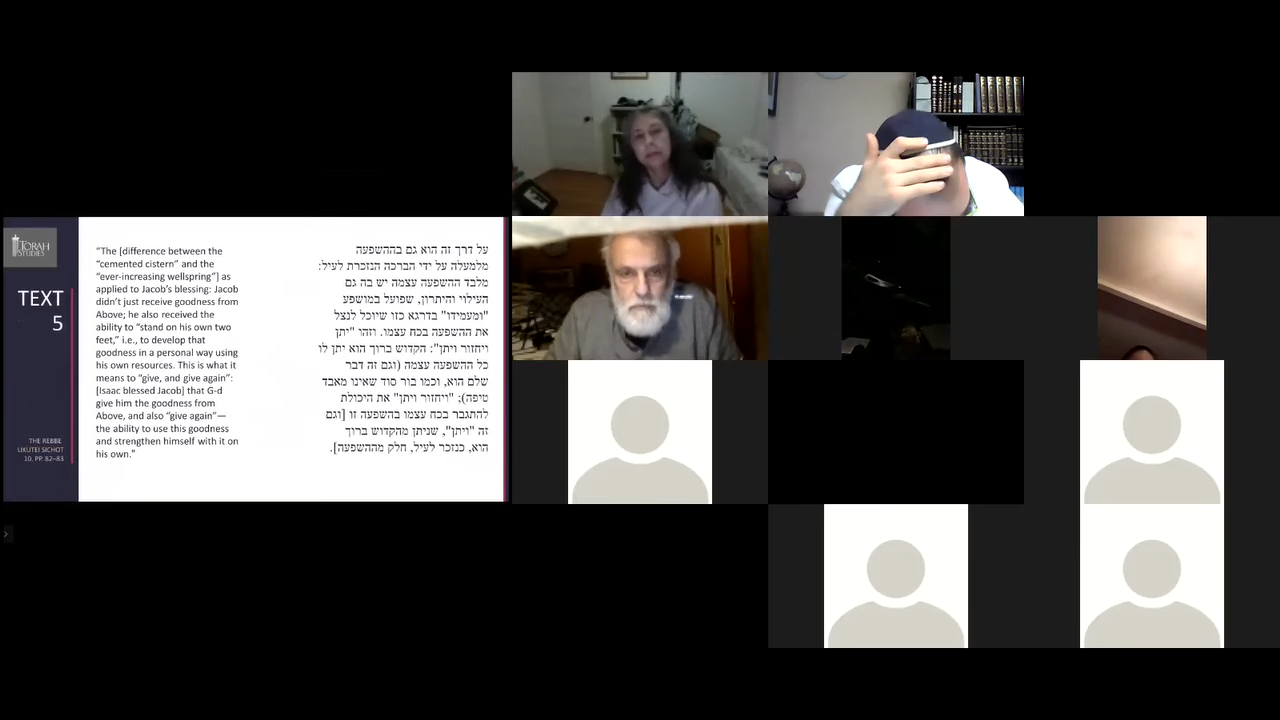 TORAH
STUDIES
TEXT
5
THE REBBE
LIKUTEI SICHOT
10, PP. 82–83
“The [difference between the
“cemented cistern” and the
“ever-increasing wellspring”] as
applied to Jacob’s blessing: Jacob
didn’t just receive goodness from
Above; he also received the
ability to “stand on his own two
feet,” i.e., to develop that
goodness in a personal way using
his own resources. This is what it
means to “give, and give again”:
[Isaac blessed Jacob] that G-d
give him the goodness from
Above, and also “give again”—
the ability to use this goodness
and strengthen himself with it on
his own.”
על דרך זה הוא גם בההשפעה
מלמעלה על ידי הברכה הנזכרת לעיל:
מלבד ההשפעה עצמה יש בה גם
העילוי והיתרון, שפועל במושפע
"ומעמידו" בדרגא כזו שיוכל לנצל
את ההשפעה בכח עצמו. וזהו "יתן
ויחזור ויתן": הקדוש ברוך הוא יתן לו
כל ההשפעה עצמה (וגם זה דבר
שלם הוא, וכמו בור סוד שאינו מאבד
טיפה); "ויחזור ויתן" את היכולת
להתגבר בכח עצמו בהשפעה זו [וגם
זה "ויתן", שניתן מהקדוש ברוך
הוא, כנזכר לעיל, חלק מההשפעה].